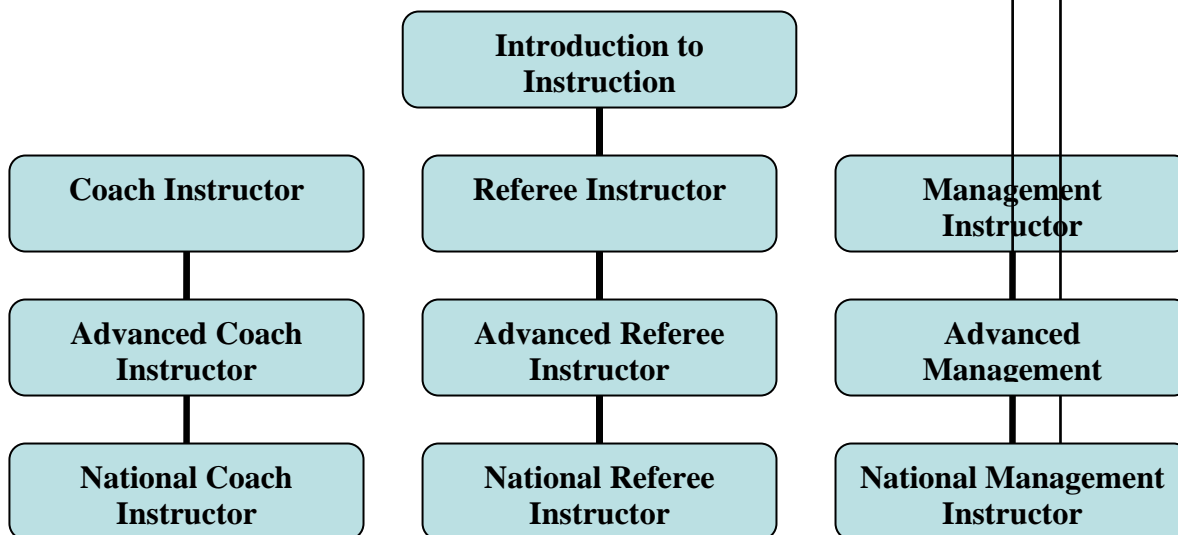 Introduction to
Instruction
Coach Instructor
Referee Instructor
Management
Instructor
Advanced Coach
Instructor
Advanced Referee
Instructor
Advanced
Management
National Coach
Instructor
National Referee
Instructor
National Management
Instructor